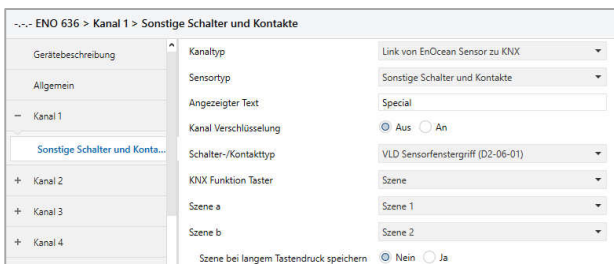 -.-.- ENO 636 > Kanal 1 > Sonstige Schalter und Kontakte
Gerätebeschreibung
Allgemein
− Kanal 1
Sonstige Schalter und Konta...
+ Kanal 2
+ Kanal 3
+ Kanal 4
Kanaltyp Link von EnOcean Sensor zu KNX
Sensortyp Sonstige Schalter und Kontakte
Angezeigter Text Special
Kanal Verschlüsselung Aus An
Schalter-/Kontakttyp VLD Sensorfenstergriff (D2-06-01)
KNX Funktion Taster Szene
Szene a Szene 1
Szene b Szene 2
Szene bei langem Tastendruck speichern Nein Ja